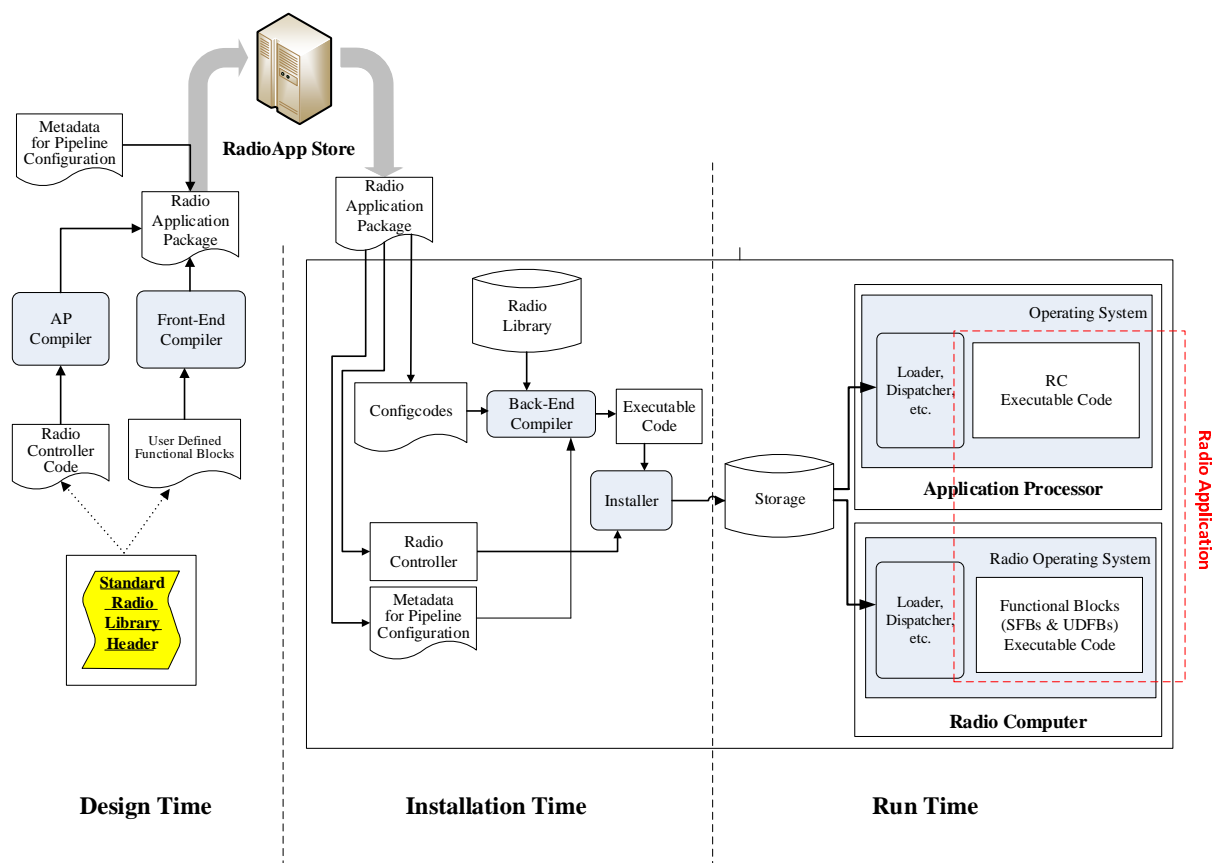 RadioApp Store
Metadata
for Pipeline
Configuration
Radio
Application
Package
AP
Compiler
Front-End
Compiler
Radio
Controller
Code
User Defined
Functional Blocks
Standard
Radio
Library
Header
Design Time
Radio
Application
Package
Radio
Library
Configcodes
Back-End
Compiler
Executable
Code
Installer
Radio
Controller
Metadata
for Pipeline
Configuration
Installation Time
Storage
Operating System
Loader,
Dispatcher,
etc.
RC
Executable Code
Application Processor
Radio Operating System
Loader,
Dispatcher,
etc.
Functional Blocks
(SFBs & UDFBs)
Executable Code
Radio Computer
Radio Application
Run Time